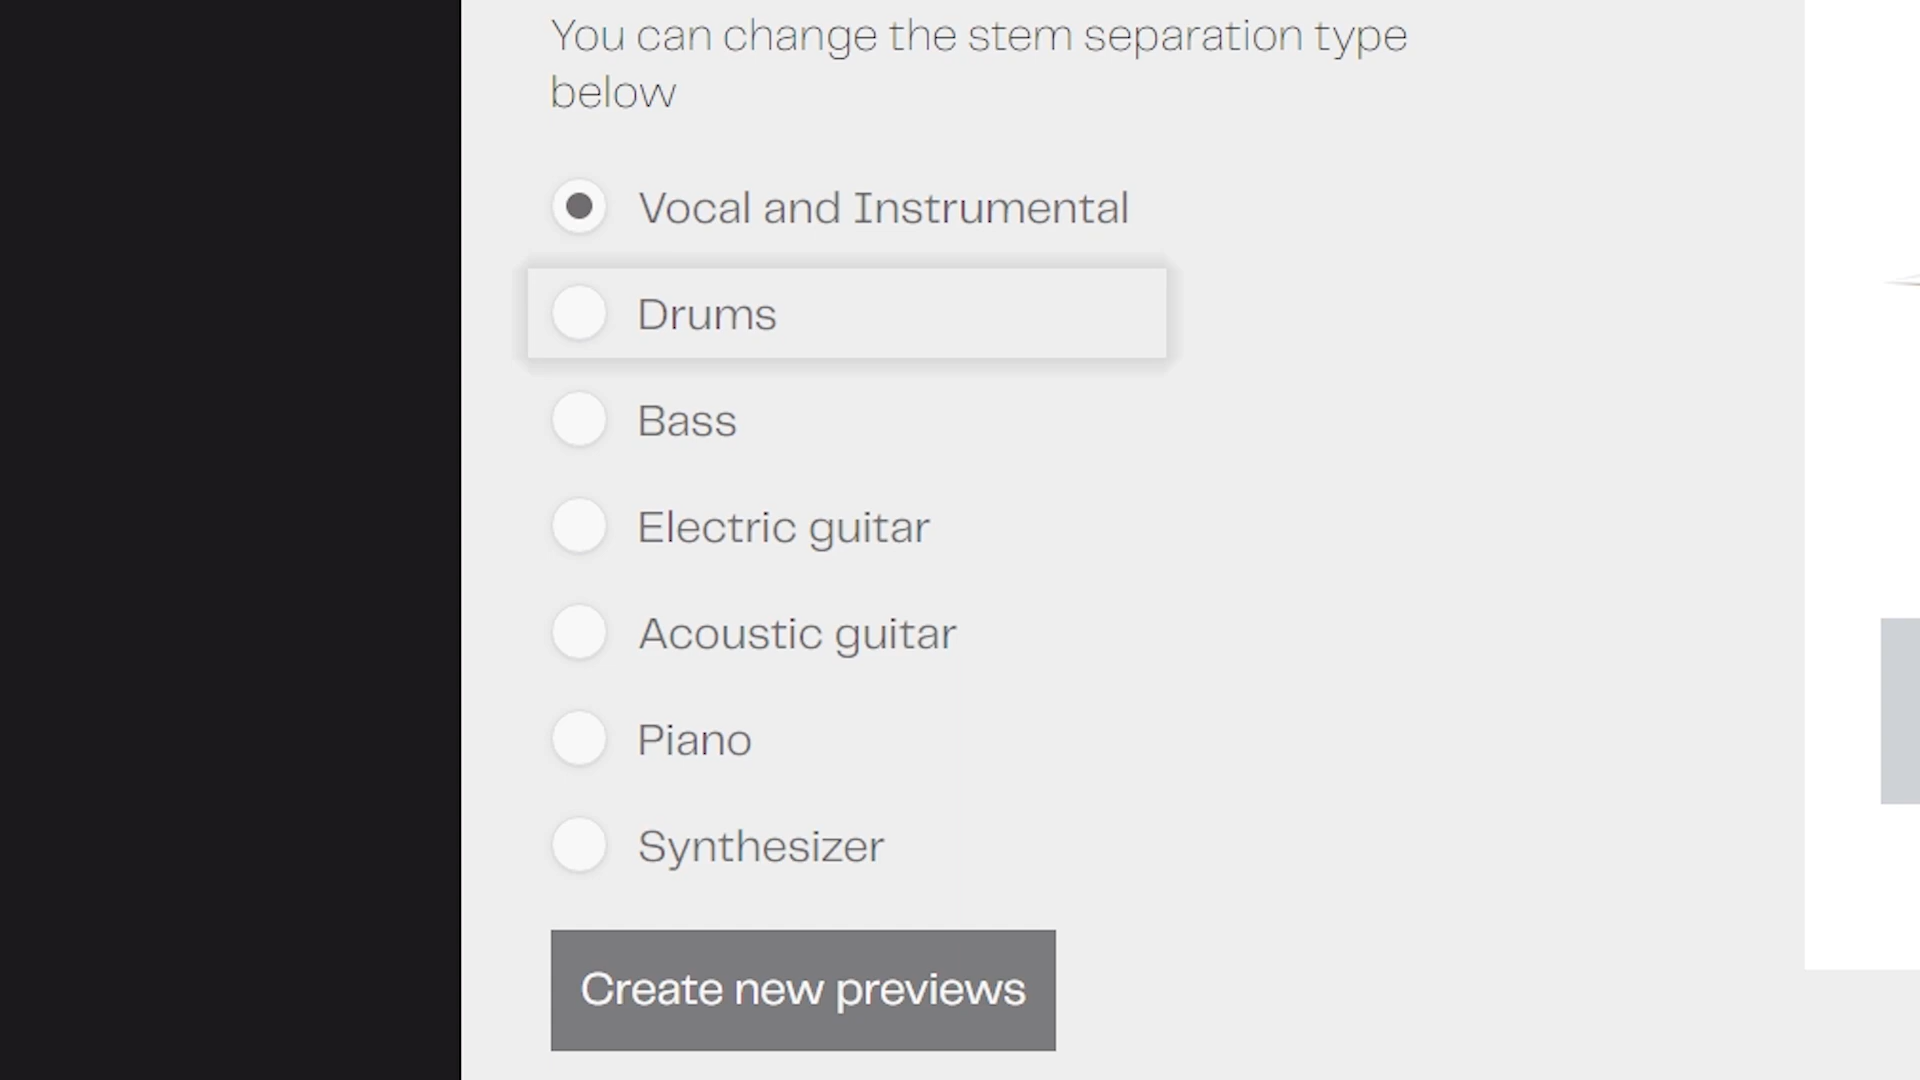 You can change the stem separation type
below
Vocal and Instrumental
Drums
Bass
Electric guitar
Acoustic guitar
Piano
Synthesizer
Create new previews